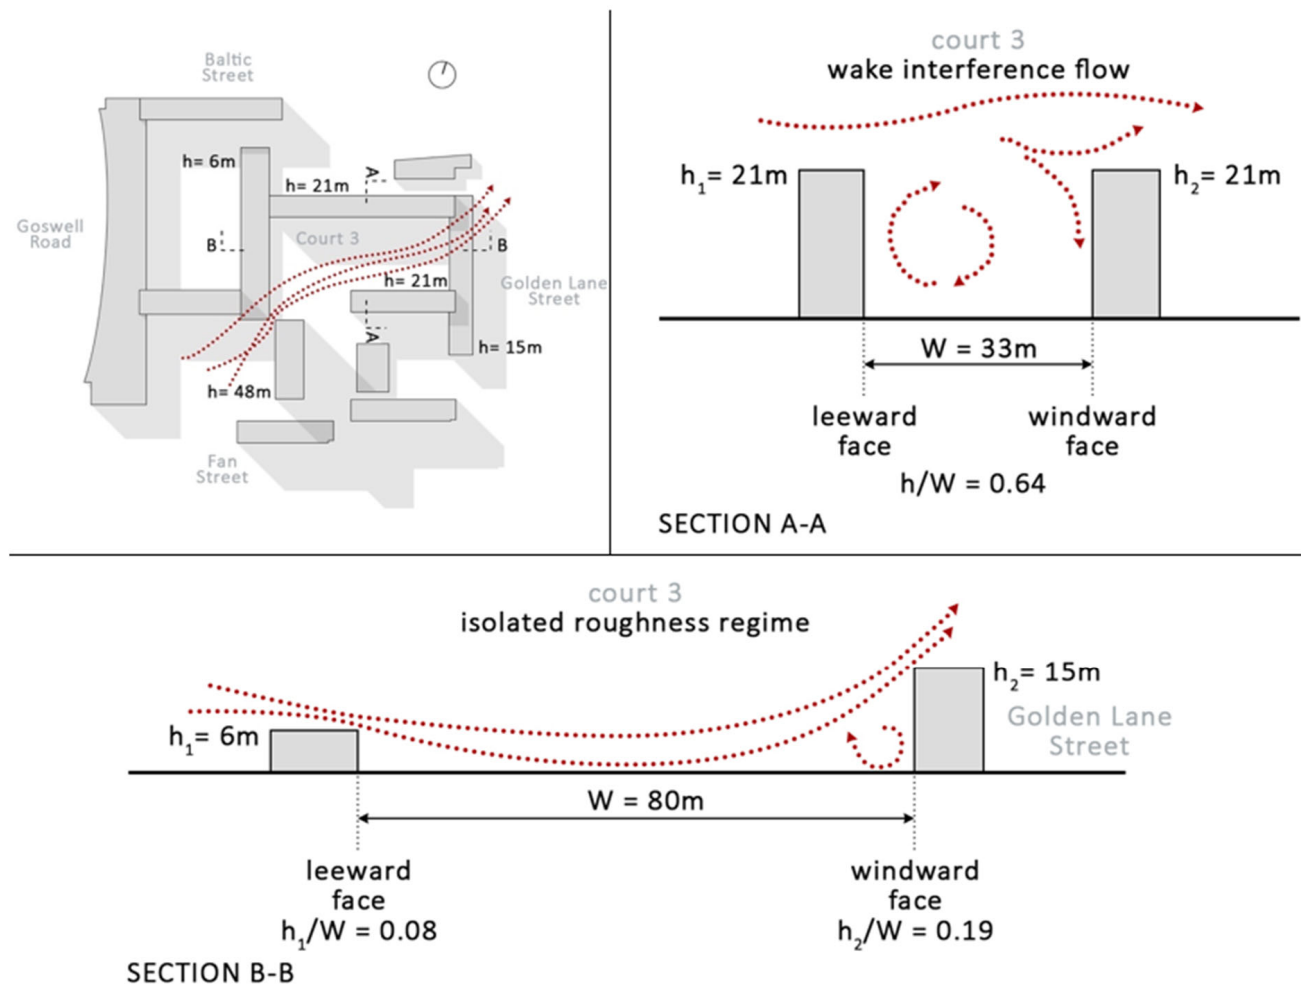 Baltic
Street
h= 6m
A
h= 21m
Goswell
Road
B
Court 3
B
h= 21m
Golden Lane
Street
A
h= 15m
h= 48m
Fan
Street
court 3
wake interference flow
h1= 21m
h2= 21m
W = 33m
leeward
face
windward
face
h/W = 0.64
SECTION A-A
court 3
isolated roughness regime
h1= 6m
h2= 15m
Golden Lane
Street
W = 80m
leeward
face
h1/W = 0.08
windward
face
h2/W = 0.19
SECTION B-B